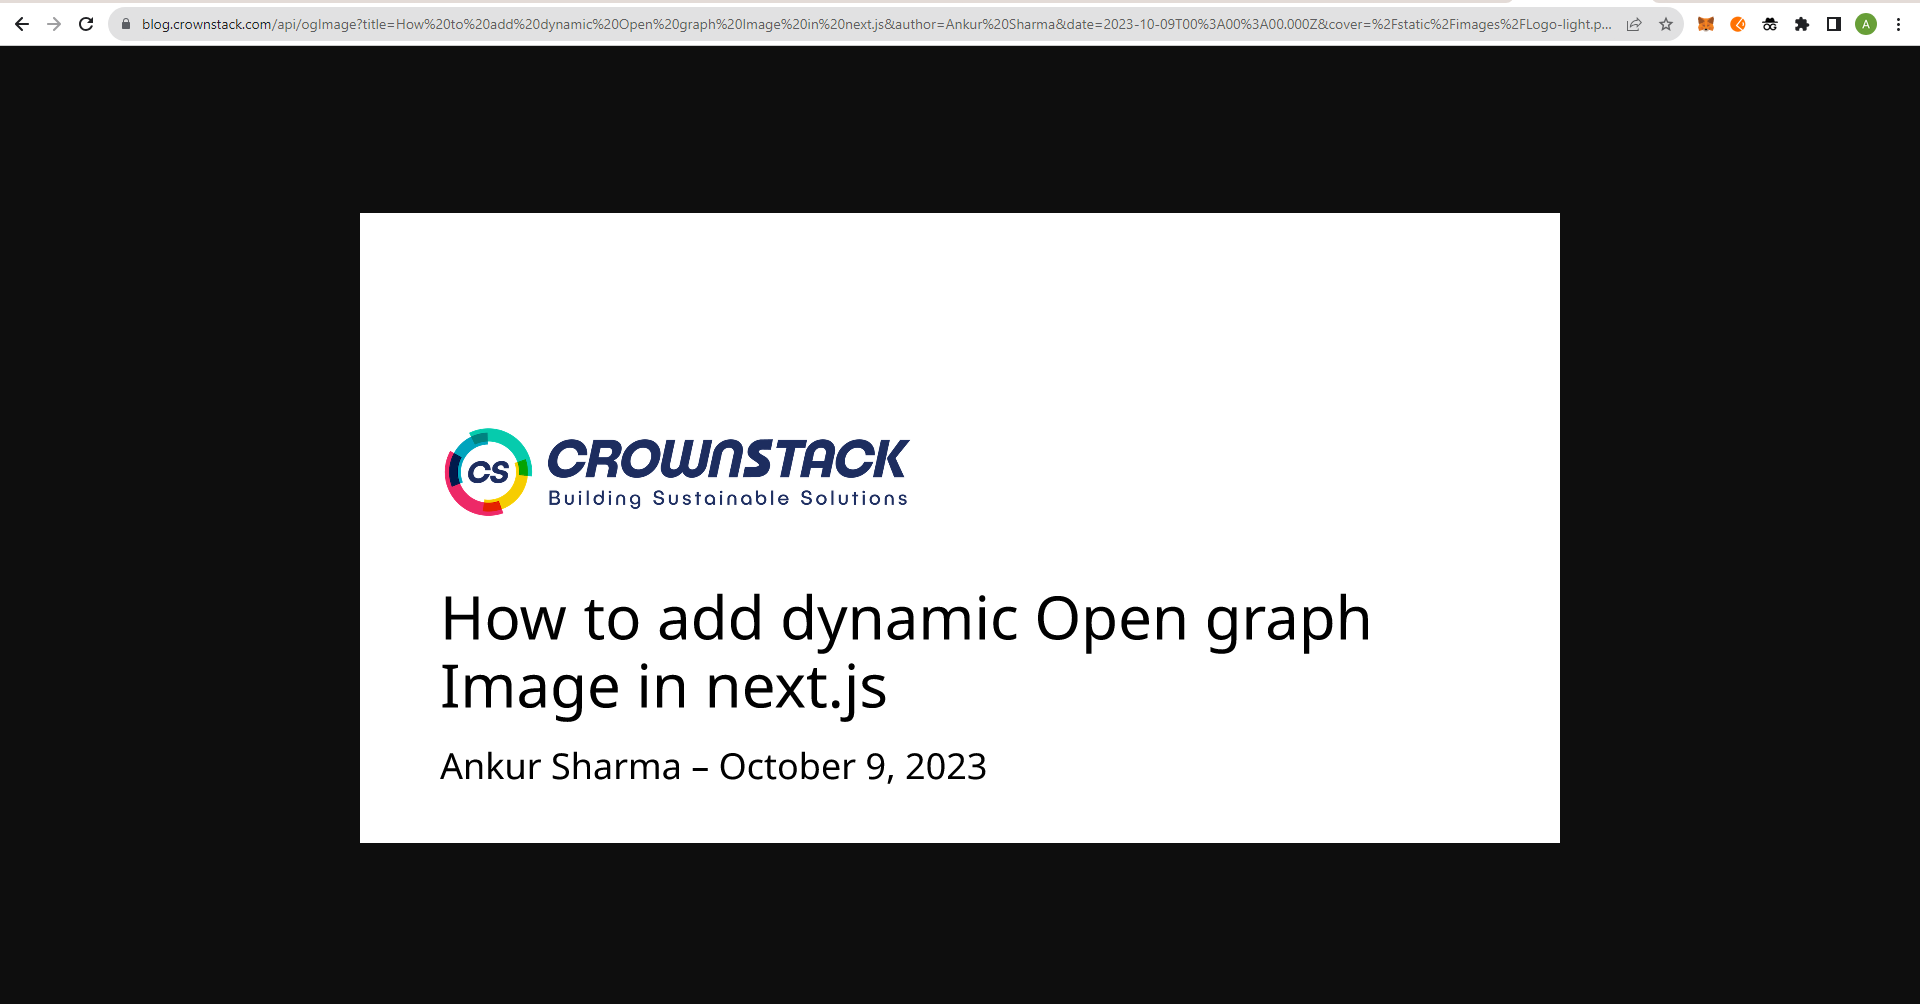 blog.crownstack.com/api/ogImage?title=How%20to%20add%20dynamic%20Open%20graph%20Image%20in%20next.js&author=Ankur%20Sharma&date=2023-10-09T00%3A00%3A00.000Z&cover=%2Fstatic%2Fimages%2FLogo-light.p...
A
CS
CROWNSTACK
Building Sustainable Solutions
How to add dynamic Open graph
Image in next.js
Ankur Sharma – October 9, 2023